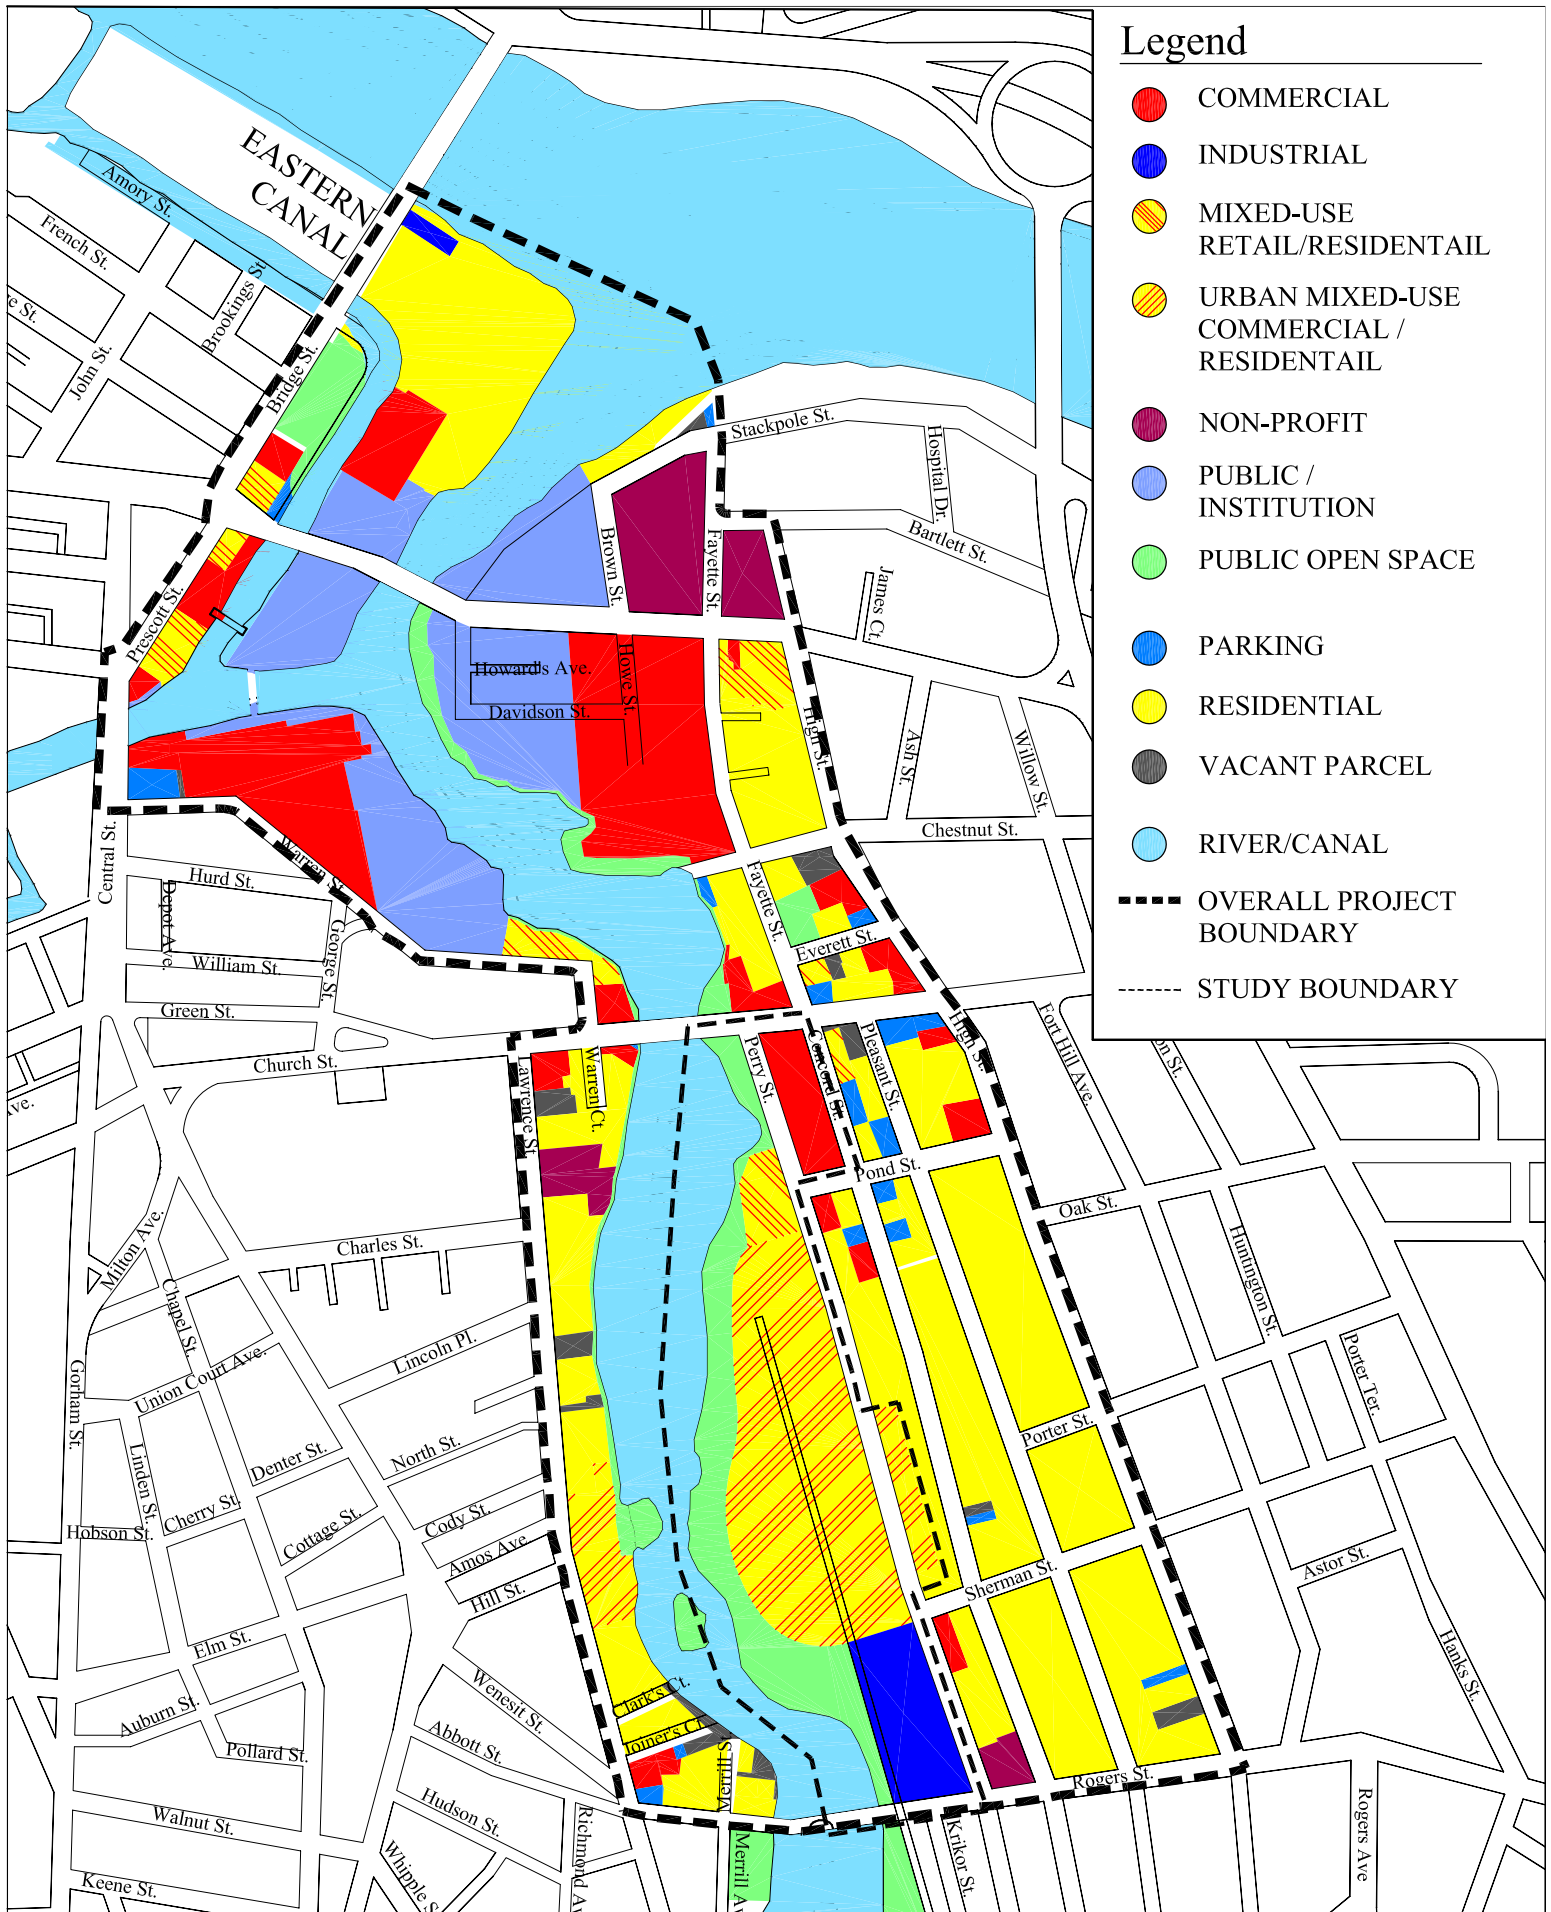 Legend
COMMERCIAL
INDUSTRIAL
MIXED-USE
RETAIL/RESIDENTAIL
URBAN MIXED-USE
COMMERCIAL /
RESIDENTAIL
NON-PROFIT
PUBLIC /
INSTITUTION
PUBLIC OPEN SPACE
PARKING
RESIDENTIAL
VACANT PARCEL
RIVER/CANAL
OVERALL PROJECT
BOUNDARY
STUDY BOUNDARY
EASTERN
CANAL
Amory St.
French St.
St.
John St.
Brookings St
Bridge St.
Stackpole St.
Hospital Dr.
Bartlett St.
James Ct.
Brown St.
Fayette St.
Prescott St.
Howard's Ave.
Howe St.
Davidson St.
High St.
Ash St.
Willow St.
Chestnut St.
Central St.
Warren St.
Hurd St.
Depot Ave.
George St.
William St.
Green St.
Church St.
Fayette St.
Everett St.
High St.
Fort Hill Ave.
on St.
Ave.
Lawrence St
Warren Ct.
Perry St.
Concord St.
Pleasant St.
Pond St.
Oak St.
Huntington St.
Charles St.
Milton Ave.
Chapel St.
Lincoln Pl.
Union Court Ave.
Gorham St.
Porter Ter.
Porter St.
North St.
Denter St.
Linden St.
Cherry St.
Cottage St.
Cody St.
Hobson St.
Amos Ave.
Hill St.
Sherman St.
Astor St.
Elm St.
Hanks St.
Wenesit St.
Clark's Ct.
Joiner's Ct.
Auburn St.
Abbott St.
Pollard St.
Merrill S.
Rogers St.
Hudson St.
Walnut St.
Richmond Av
Merrill Av
Krikor St.
Rogers Ave
Whipple S
Keene St.